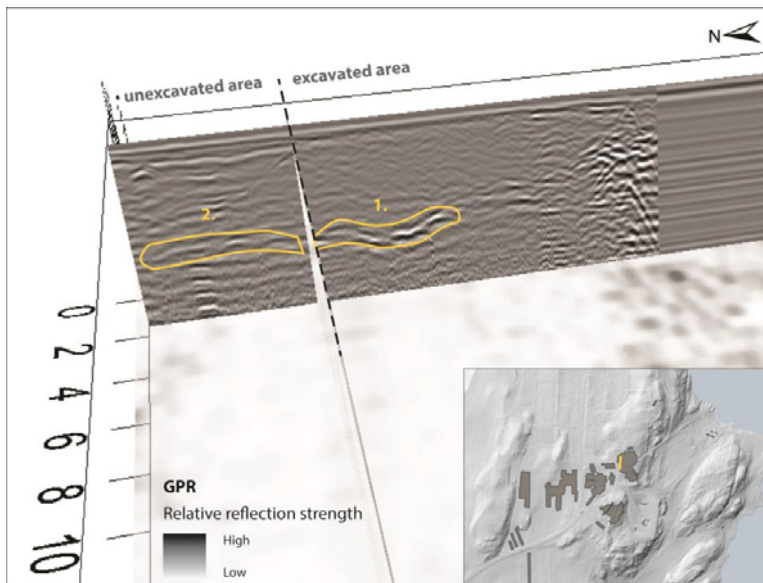 N
unexcavated area
excavated area
2.
1.
0
2
4
6
8
10
GPR
Relative reflection strength
High
Low